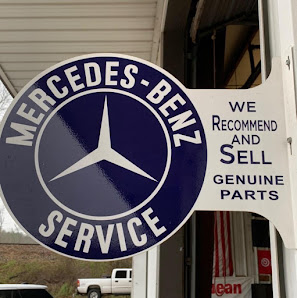 MERCEDES-BENZ
SERVICE
WE
RECOMMEND
AND
SELL
GENUINE
PARTS